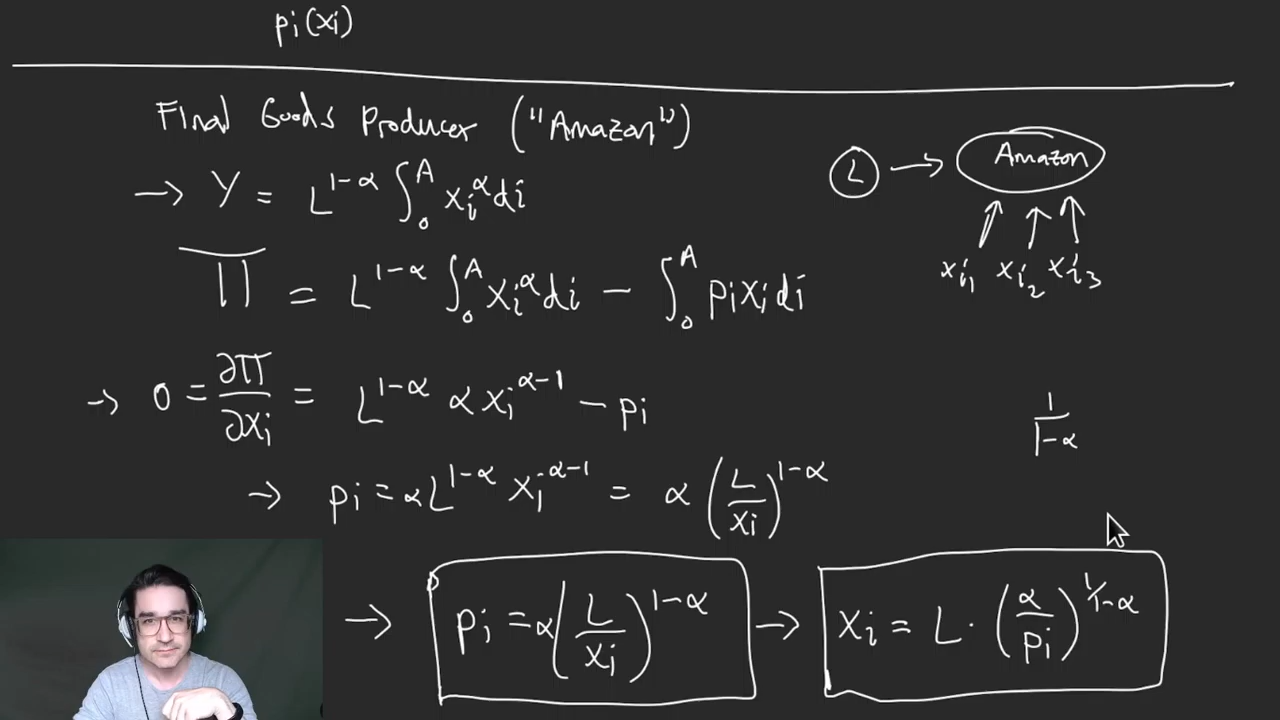 pi(xi)
Final Goods Producer ("Amazon")
→ Y = L^{1-α} ∫_0^A xi^α di
L → Amazon
xi₁ xi₂ xi₃
Π = L^{1-α} ∫_0^A xi^α di - ∫_0^A pi xi di
→ 0 = ∂Π/∂xi = L^{1-α} α xi^{α-1} - pi
1/(1-α)
→ pi = α L^{1-α} xi^{α-1} = α (L/xi)^{1-α}
→ pi = α (L/xi)^{1-α} → xi = L · (α/pi)^{1/1-α}